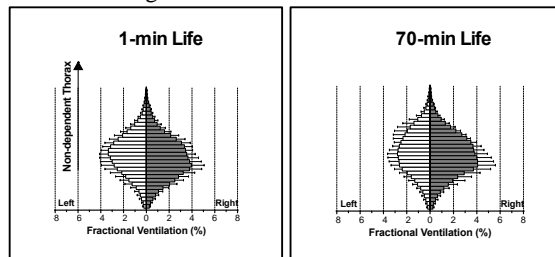 1-min Life
Non-dependent Thorax
Left
Right
8 6 4 2 0 2 4 6 8
Fractional Ventilation (%)
70-min Life
Left
Right
8 6 4 2 0 2 4 6 8
Fractional Ventilation (%)